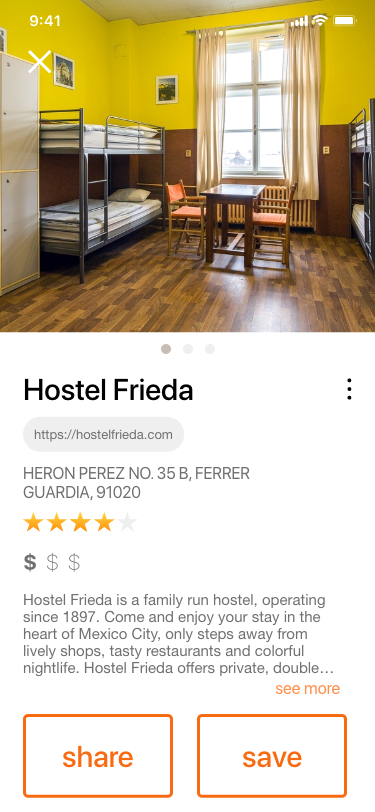 9:41
Hostel Frieda
https://hostelfrieda.com
HERON PEREZ NO. 35 B, FERRER
GUARDIA, 91020
$ $ $
Hostel Frieda is a family run hostel, operating
since 1897. Come and enjoy your stay in the
heart of Mexico City, only steps away from
lively shops, tasty restaurants and colorful
nightlife. Hostel Frieda offers private, double…
see more
share
save